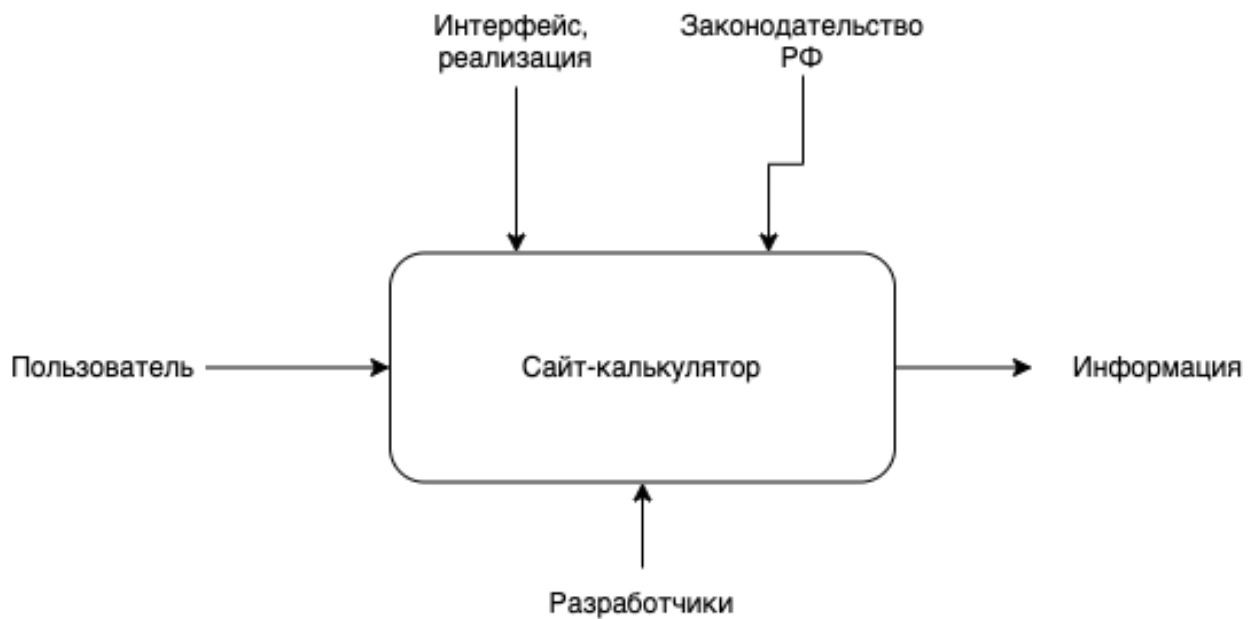 Интерфейс,
реализация
Законодательство
РФ
Пользователь
Сайт-калькулятор
Информация
Разработчики